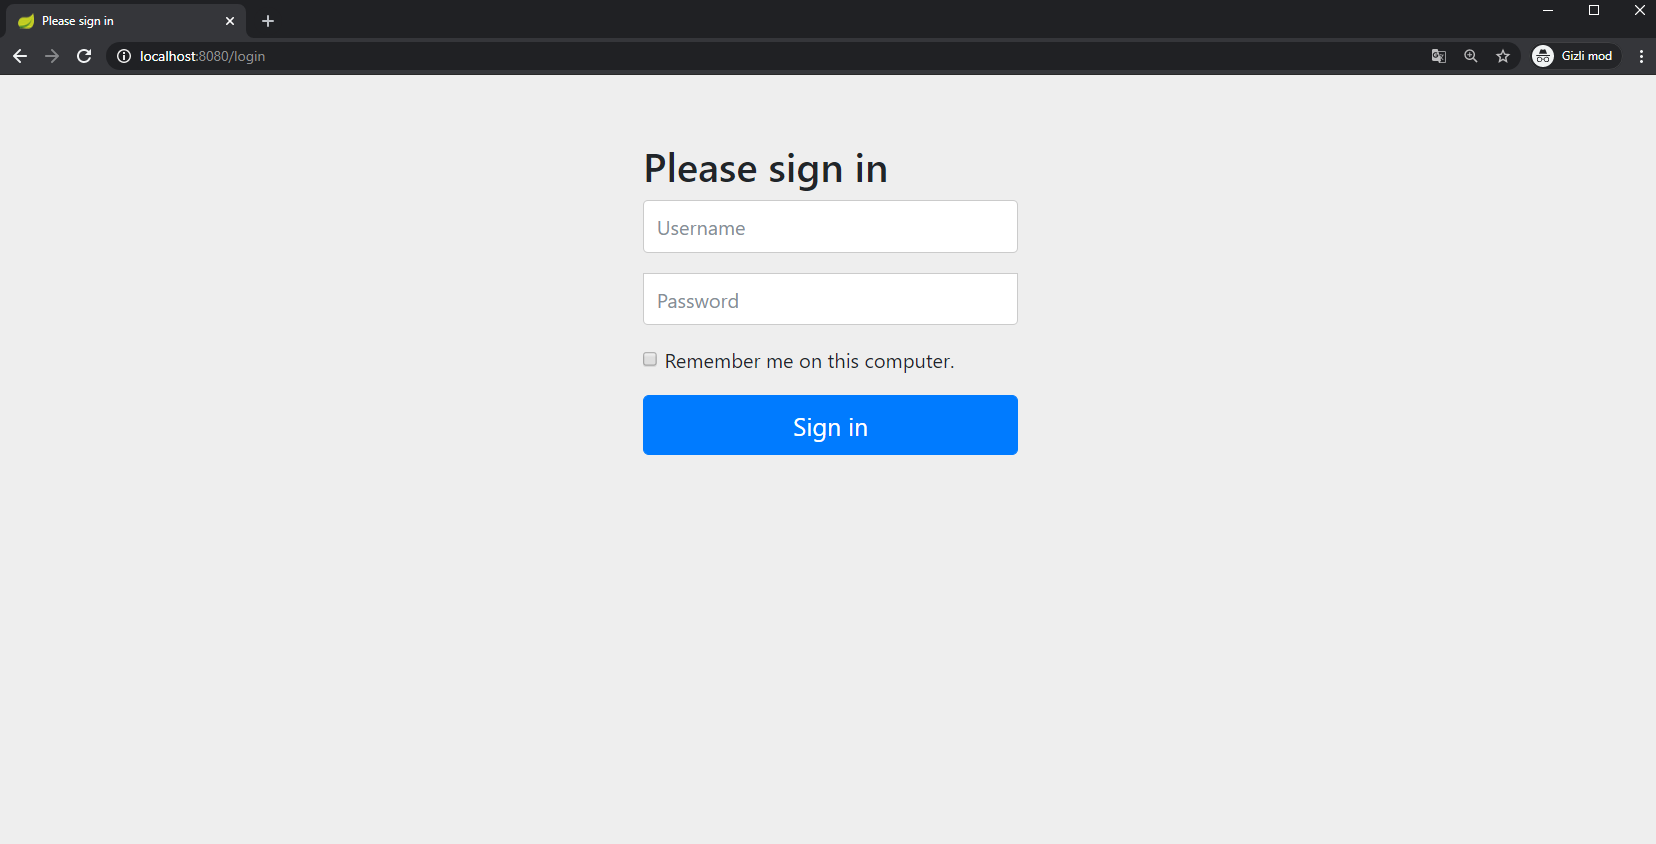 Please sign in
localhost:8080/login
Gizli mod
Please sign in
Username
Password
Remember me on this computer.
Sign in